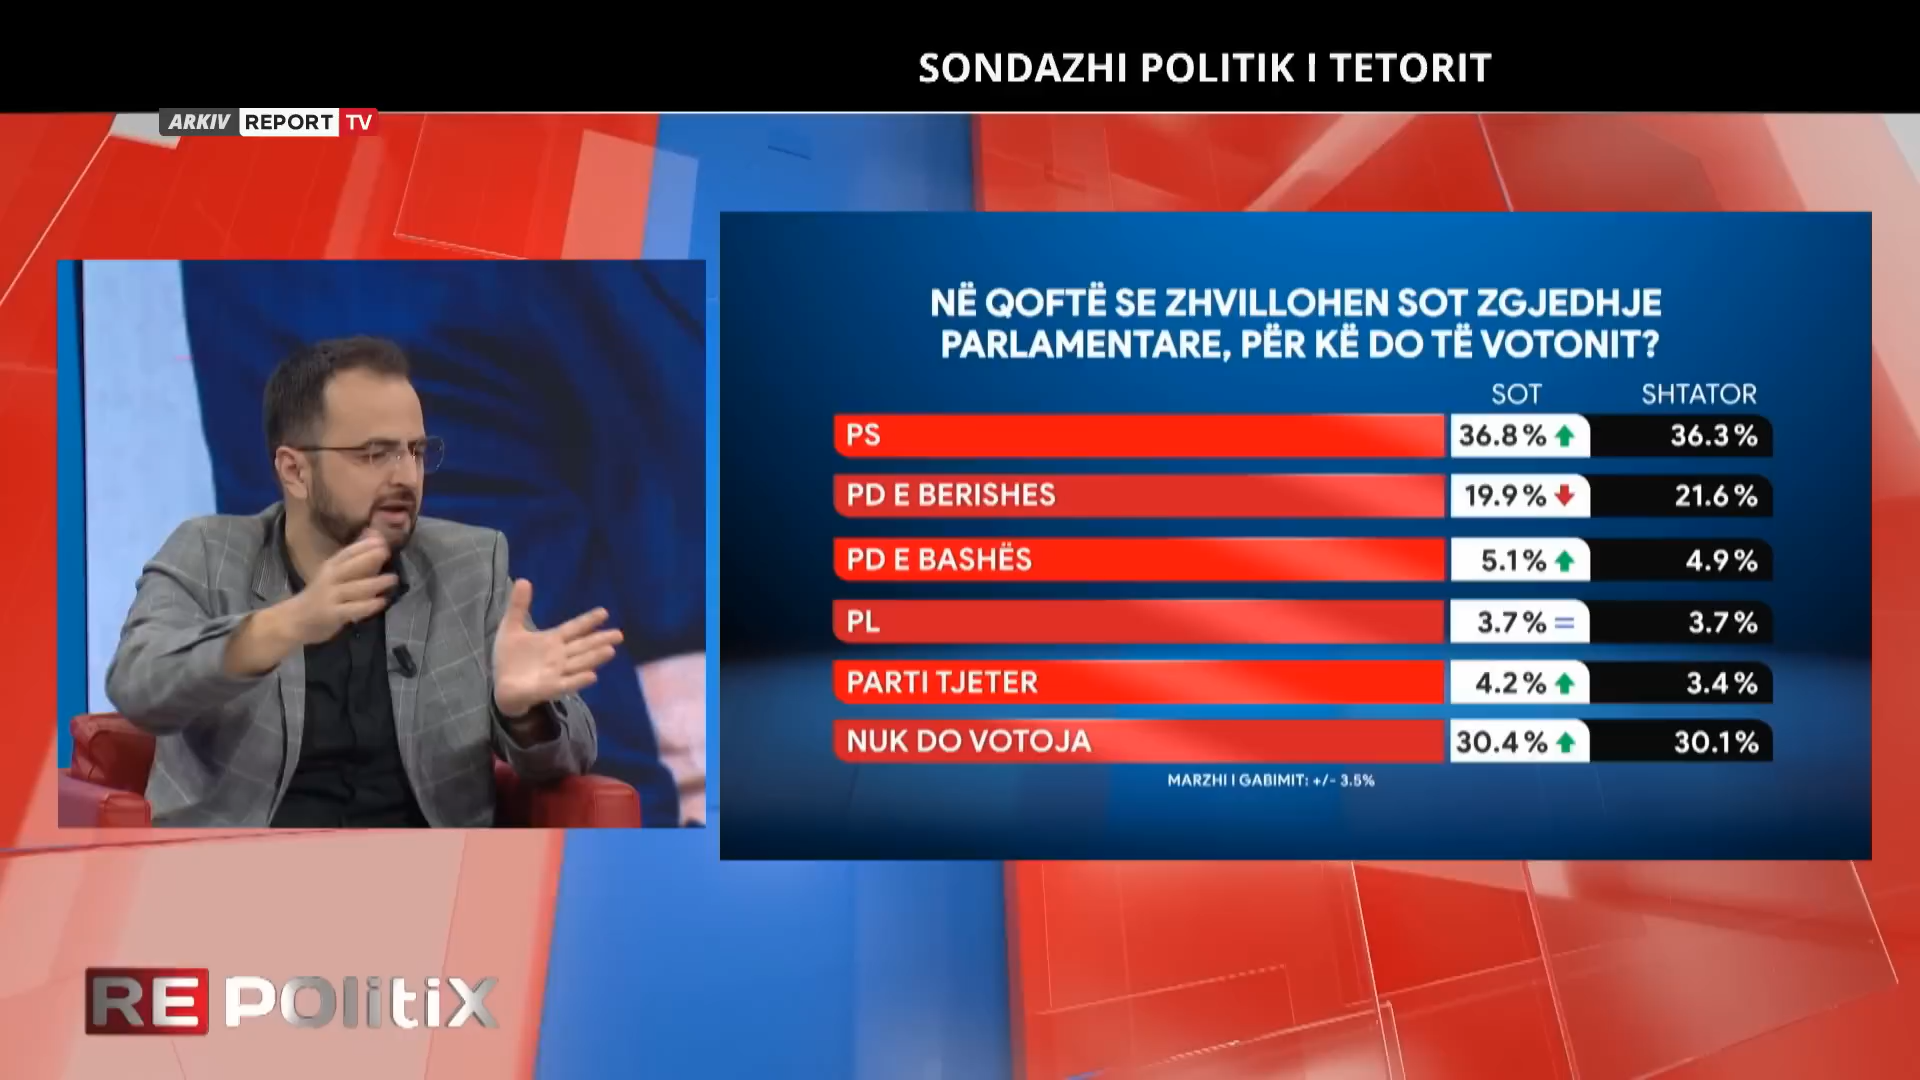 SONDAZHI POLITIK I TETORIT
ARKIV REPORT TV
NË QOFTË SE ZHVILLOHEN SOT ZGJEDHJE
PARLAMENTARE, PËR KË DO TË VOTONIT?
SOT SHTATOR
PS 36.8% 36.3%
PD E BERISHES 19.9% 21.6%
PD E BASHËS 5.1% 4.9%
PL 3.7% = 3.7%
PARTI TJETER 4.2% 3.4%
NUK DO VOTOJA 30.4% 30.1%
MARZHI I GABIMIT: +/- 3.5%
RE POlitiX